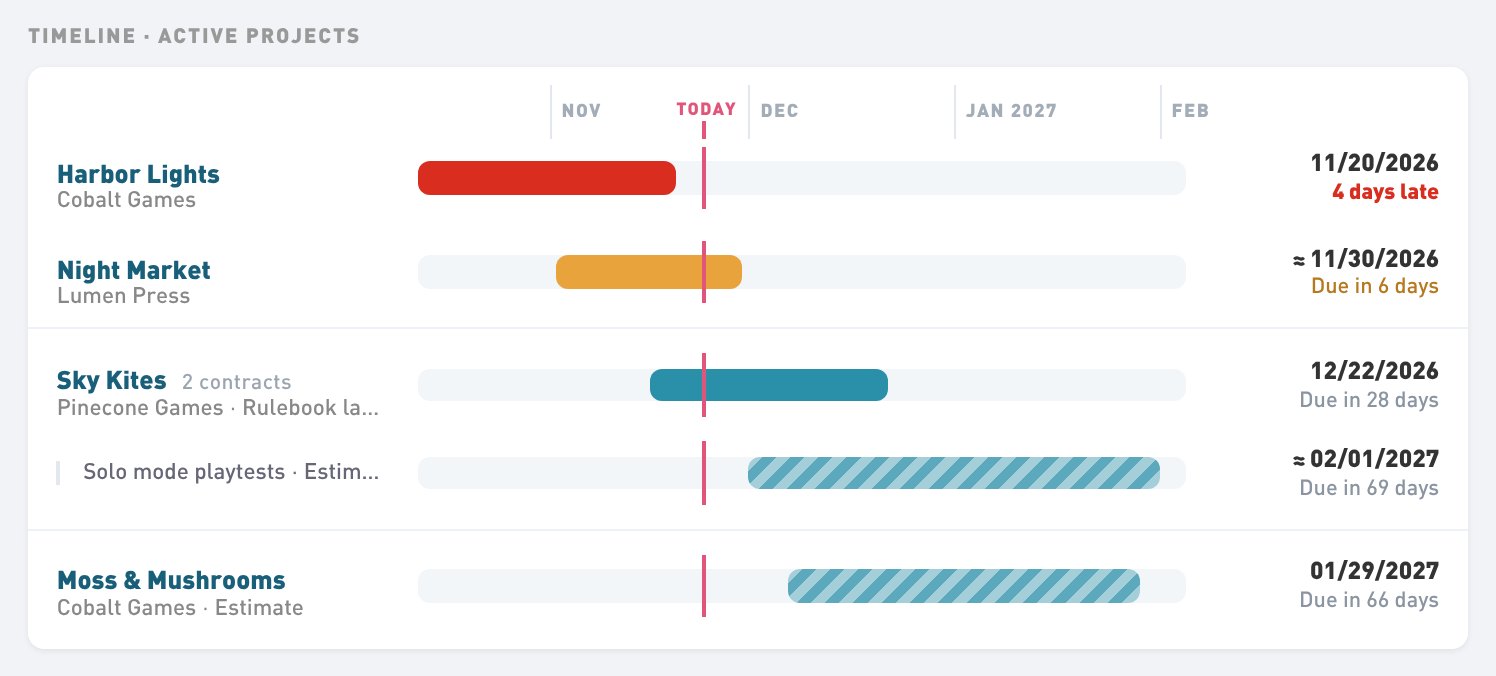 TIMELINE · ACTIVE PROJECTS
NOV
TODAY
DEC
JAN 2027
FEB
Harbor Lights
Cobalt Games
11/20/2026
4 days late
Night Market
Lumen Press
≈ 11/30/2026
Due in 6 days
Sky Kites 2 contracts
Pinecone Games · Rulebook la...
12/22/2026
Due in 28 days
Solo mode playtests · Estim...
≈ 02/01/2027
Due in 69 days
Moss & Mushrooms
Cobalt Games · Estimate
01/29/2027
Due in 66 days